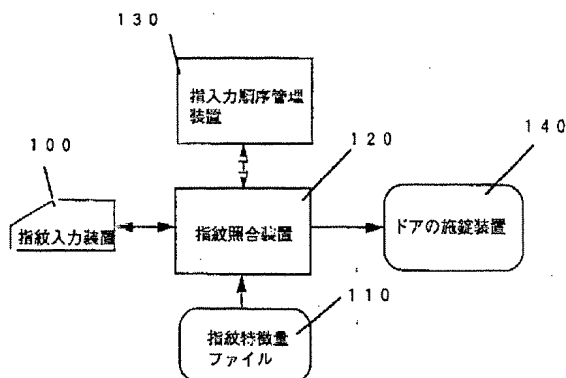 130
指入力順序管理
装置
100
120
140
指紋入力装置
指紋照合装置
ドアの施錠装置
110
指紋特徴量
ファイル